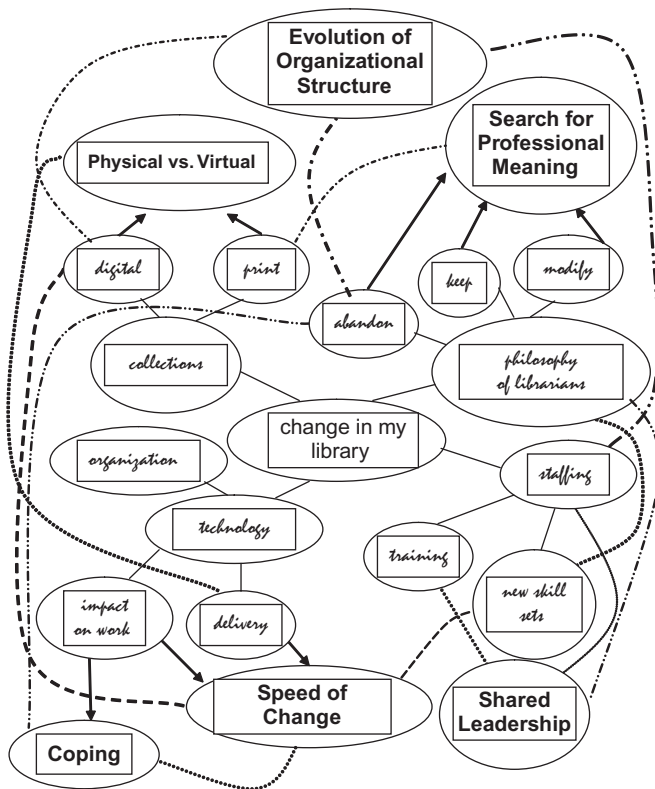 Evolution of
Organizational
Structure
Search for
Professional
Meaning
Physical vs. Virtual
digital
print
keep
modify
abandon
collections
philosophy
of librarians
change in my
library
organization
staffing
technology
training
impact
on work
delivery
new skill
sets
Speed of
Change
Shared
Leadership
Coping